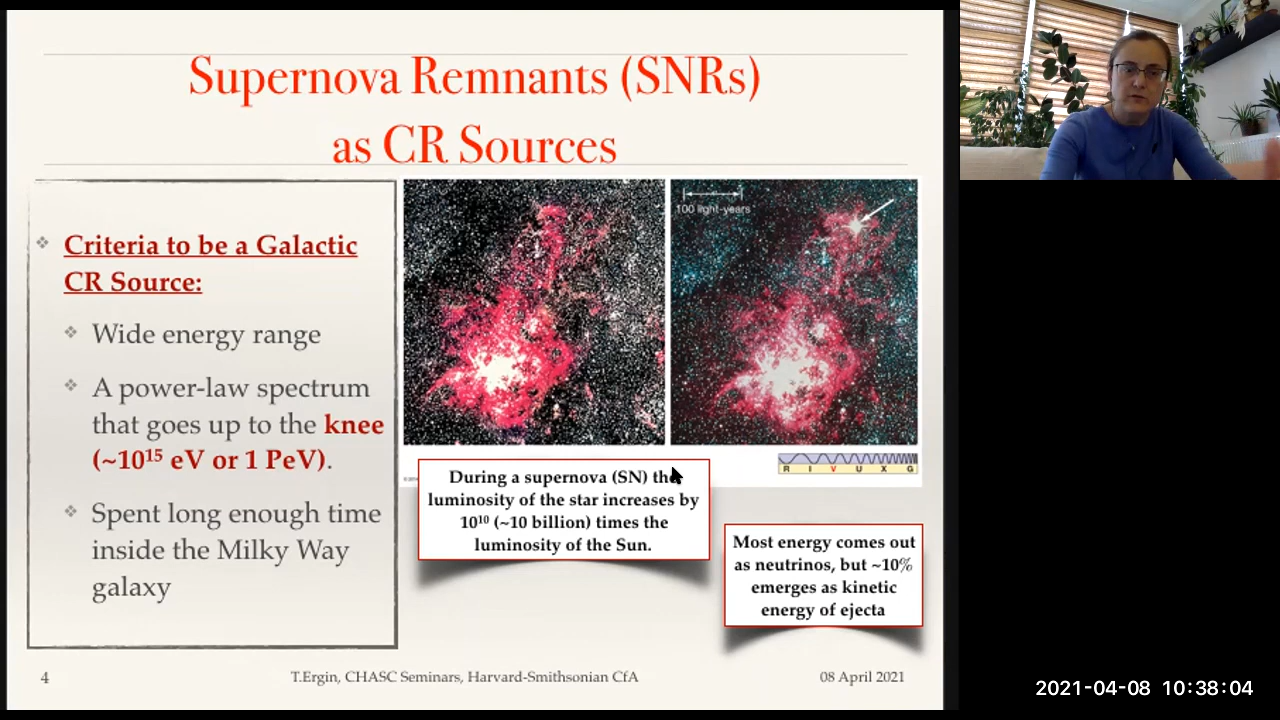 Supernova Remnants (SNRs)
as CR Sources
Criteria to be a Galactic
CR Source:
Wide energy range
A power-law spectrum
that goes up to the knee
(~10¹⁵ eV or 1 PeV).
Spent long enough time
inside the Milky Way
galaxy
100 light-years
R I V U X G
During a supernova (SN) the
luminosity of the star increases by
10¹⁰ (~10 billion) times the
luminosity of the Sun.
Most energy comes out
as neutrinos, but ~10%
emerges as kinetic
energy of ejecta
4
T.Ergin, CHASC Seminars, Harvard-Smithsonian CfA
08 April 2021
2021-04-08 10:38:04